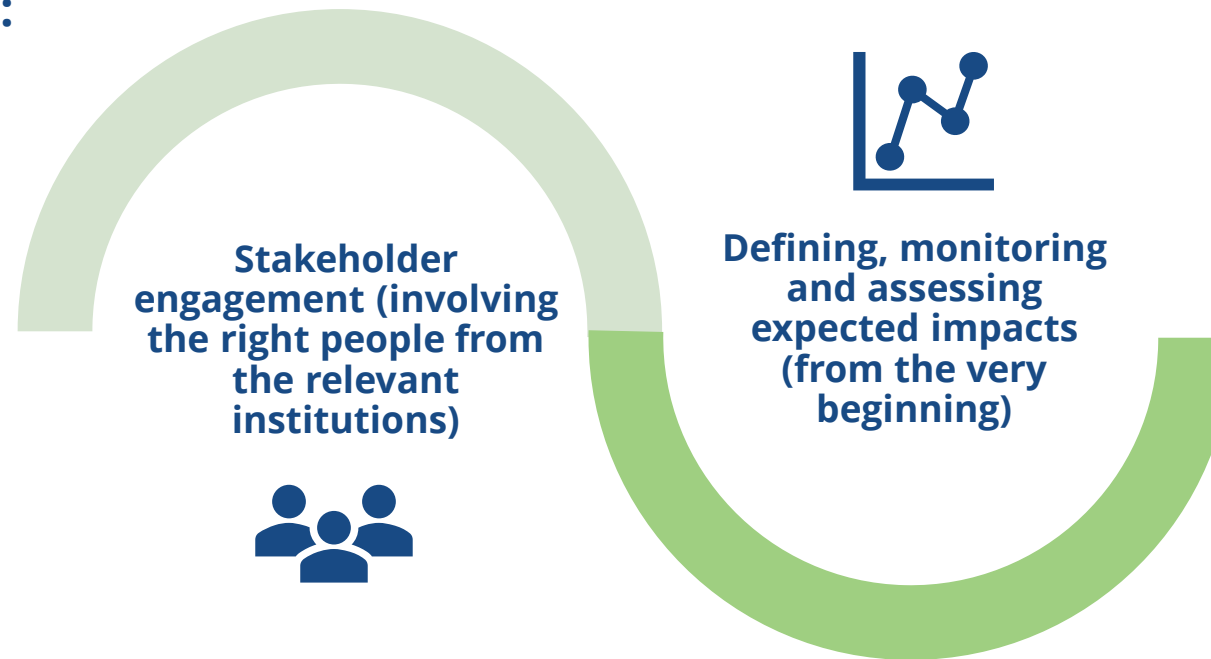 :
Stakeholder
engagement (involving
the right people from
the relevant
institutions)
Defining, monitoring
and assessing
expected impacts
(from the very
beginning)